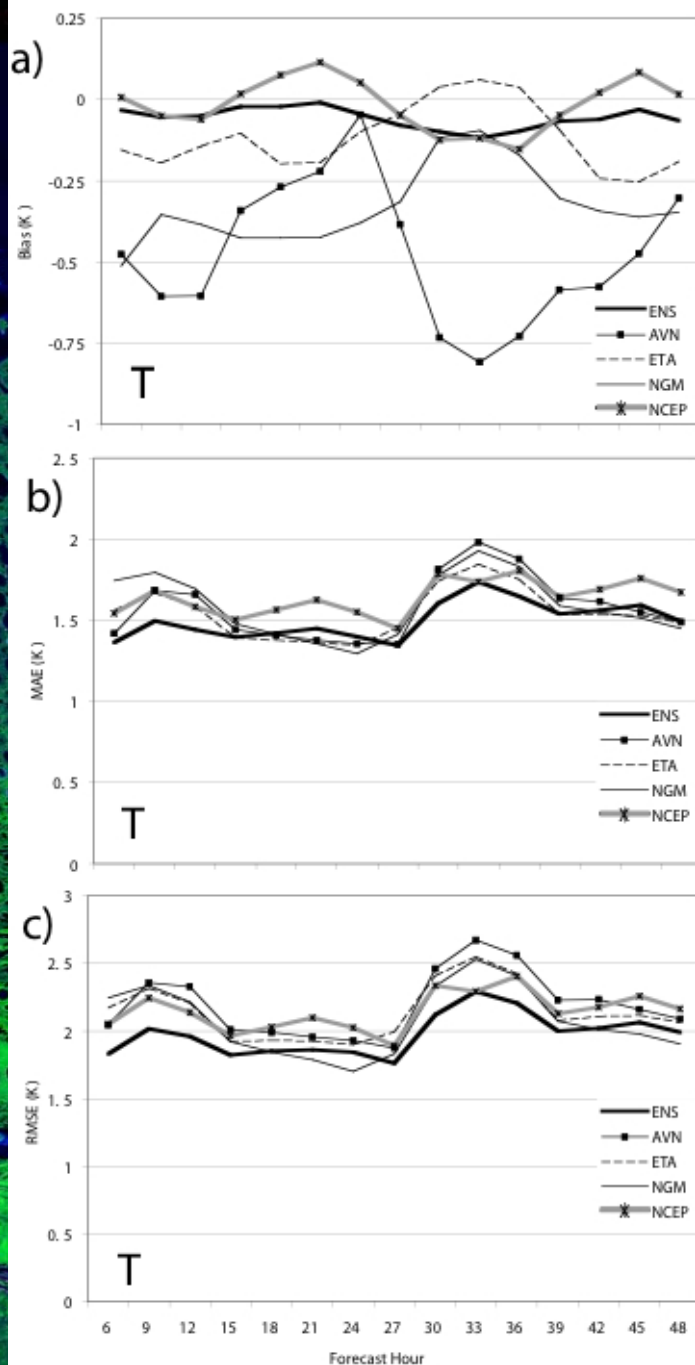 a)
0.25
0
-0.25
-0.5
-0.75
-1
Bias (K)
T
ENS
AVN
ETA
NGM
NCEP
b)
2.5
2
1.5
1
0.5
0
MAE (K)
T
ENS
AVN
ETA
NGM
NCEP
c)
3
2.5
2
1.5
1
0.5
0
RMSE (K)
T
ENS
AVN
ETA
NGM
NCEP
6 9 12 15 18 21 24 27 30 33 36 39 42 45 48
Forecast Hour